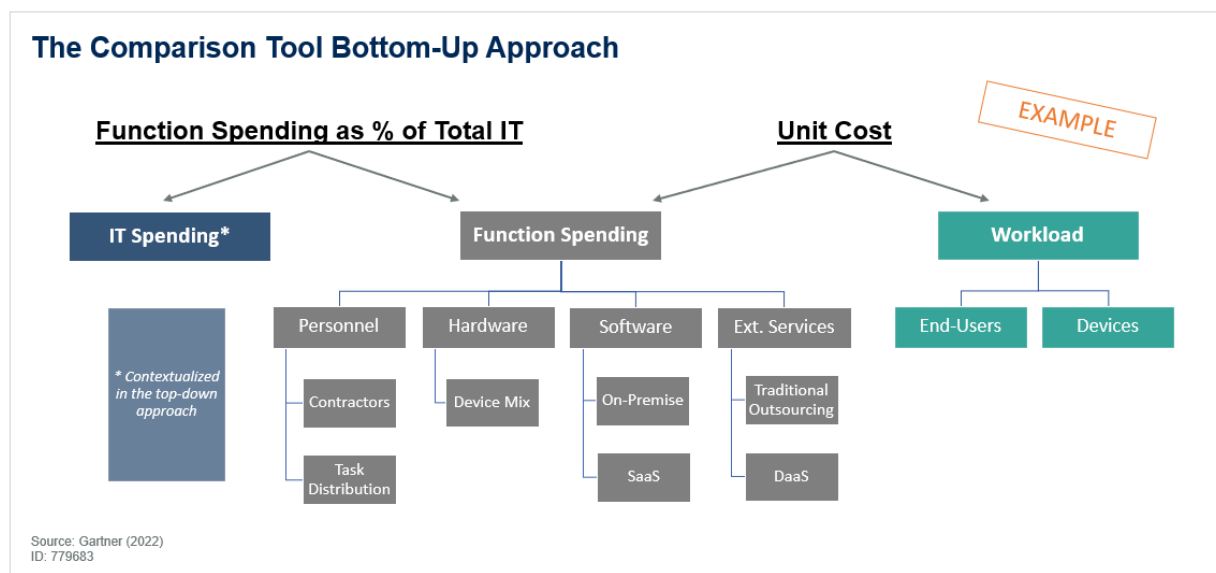 The Comparison Tool Bottom-Up Approach
EXAMPLE
Function Spending as % of Total IT
Unit Cost
IT Spending*
Function Spending
Workload
Personnel
Hardware
Software
Ext. Services
End-Users
Devices
* Contextualized
in the top-down
approach
Contractors
Device Mix
On-Premise
Traditional
Outsourcing
Task
Distribution
SaaS
DaaS
Source: Gartner (2022)
ID: 779683